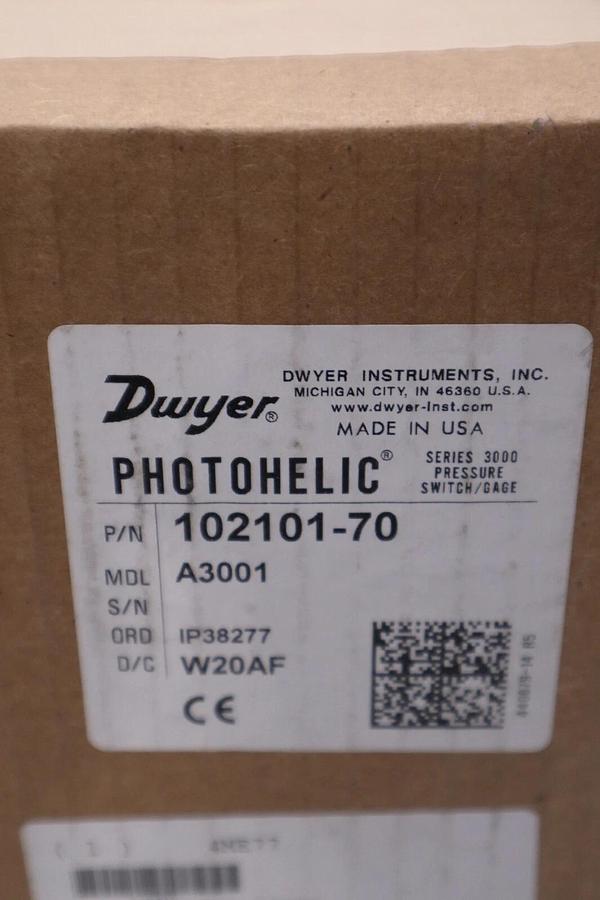 Dwyer®
DWYER INSTRUMENTS, INC.
MICHIGAN CITY, IN 46360 U.S.A.
www.dwyer-inst.com
MADE IN USA
PHOTOHELIC®
SERIES 3000
PRESSURE
SWITCH/GAGE
P/N 102101-70
MDL A3001
S/N
ORD IP38277
D/C W20AF
CE
( 1 )